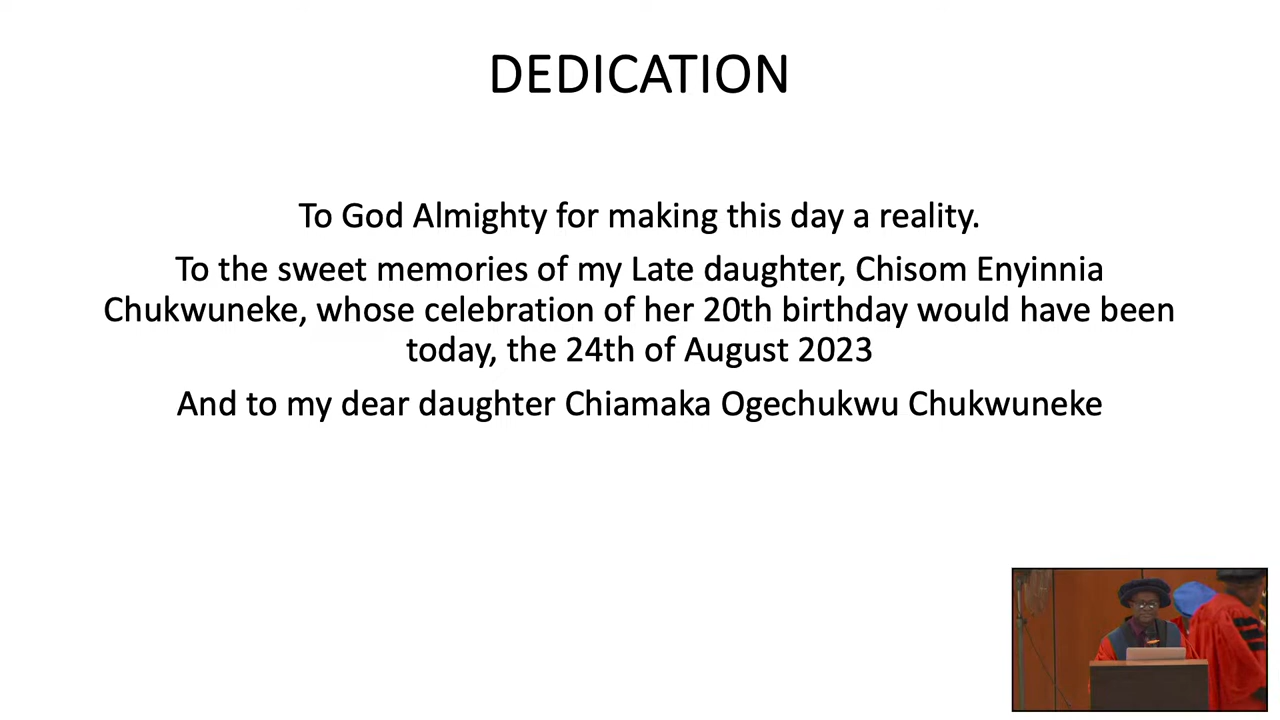 DEDICATION
To God Almighty for making this day a reality.
To the sweet memories of my Late daughter, Chisom Enyinnia
Chukwuneke, whose celebration of her 20th birthday would have been
today, the 24th of August 2023
And to my dear daughter Chiamaka Ogechukwu Chukwuneke